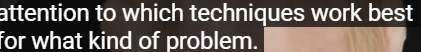 attention to which techniques work best
for what kind of problem.